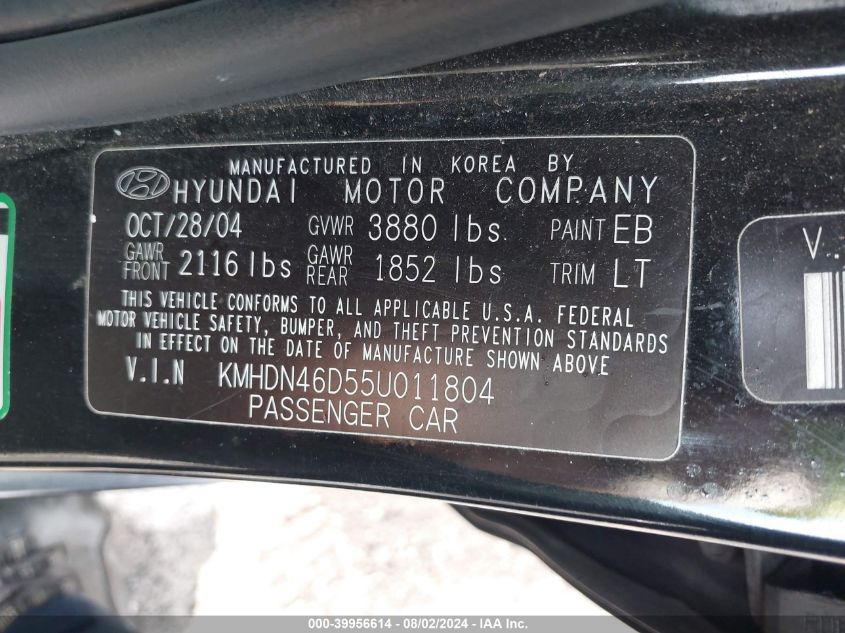 MANUFACTURED IN KOREA BY
HYUNDAI MOTOR COMPANY
OCT/28/04 GVWR 3880 lbs. PAINT EB
GAWR FRONT 2116 lbs GAWR REAR 1852 lbs TRIM LT
THIS VEHICLE CONFORMS TO ALL APPLICABLE U.S.A. FEDERAL
MOTOR VEHICLE SAFETY, BUMPER, AND THEFT PREVENTION STANDARDS
IN EFFECT ON THE DATE OF MANUFACTURE SHOWN ABOVE
V.I.N KMHDN46D55U011804
PASSENGER CAR
V.
000-39956614 - 08/02/2024 - IAA Inc.